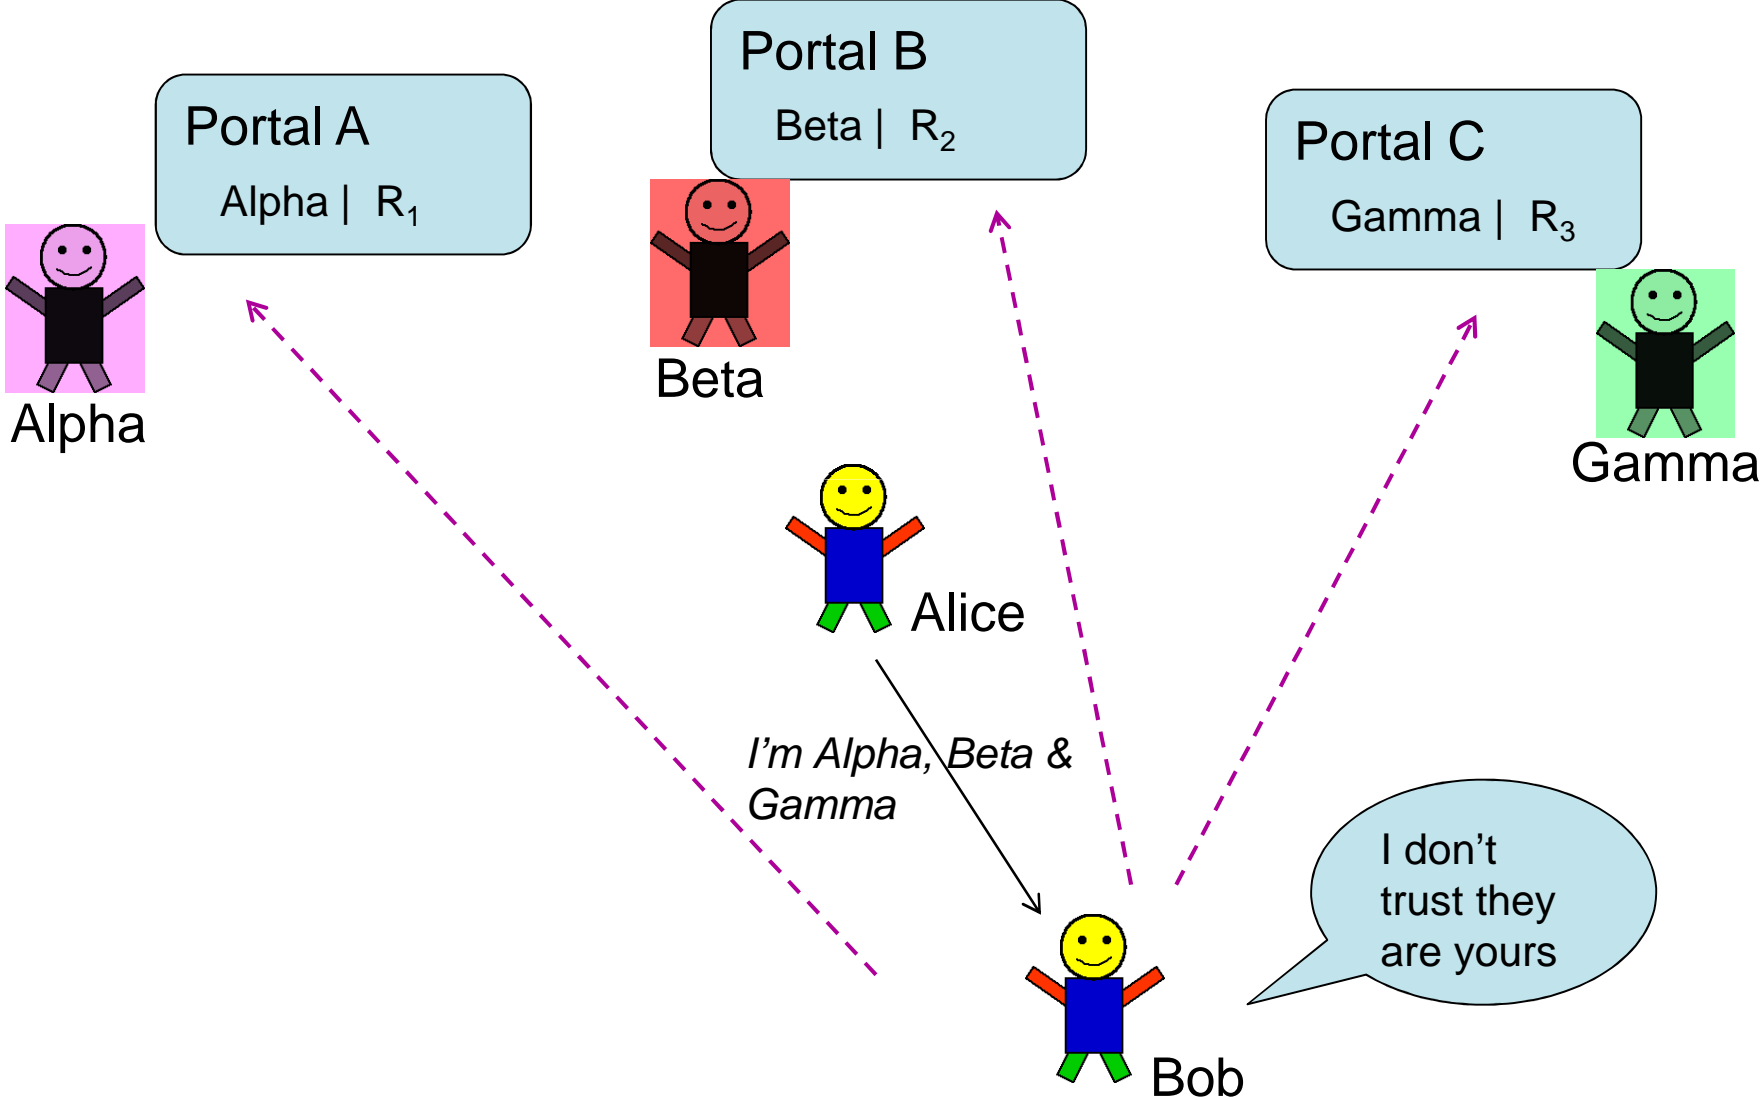 Portal A
Alpha | R₁
Portal B
Beta | R₂
Portal C
Gamma | R₃
Alpha
Beta
Gamma
Alice
I'm Alpha, Beta &
Gamma
I don't
trust they
are yours
Bob